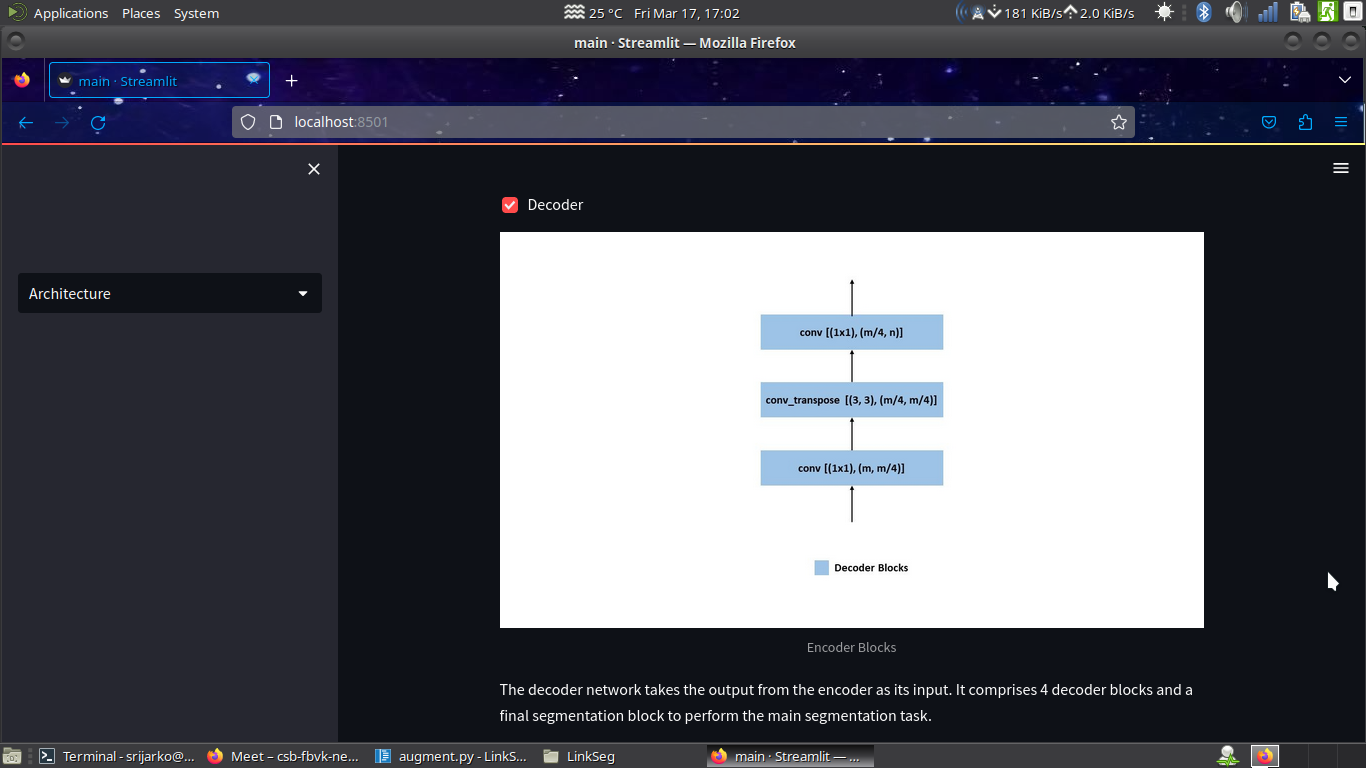 Applications Places System 25 °C Fri Mar 17, 17:02 181 KiB/s 2.0 KiB/s
main · Streamlit — Mozilla Firefox
main · Streamlit
localhost:8501
Decoder
Architecture
conv [(1x1), (m/4, n)]
conv_transpose [(3, 3), (m/4, m/4)]
conv [(1x1), (m, m/4)]
Decoder Blocks
Encoder Blocks
The decoder network takes the output from the encoder as its input. It comprises 4 decoder blocks and a
final segmentation block to perform the main segmentation task.
Terminal - srijarko@... Meet – csb-fbvk-ne... augment.py - LinkS... LinkSeg main · Streamlit — ...